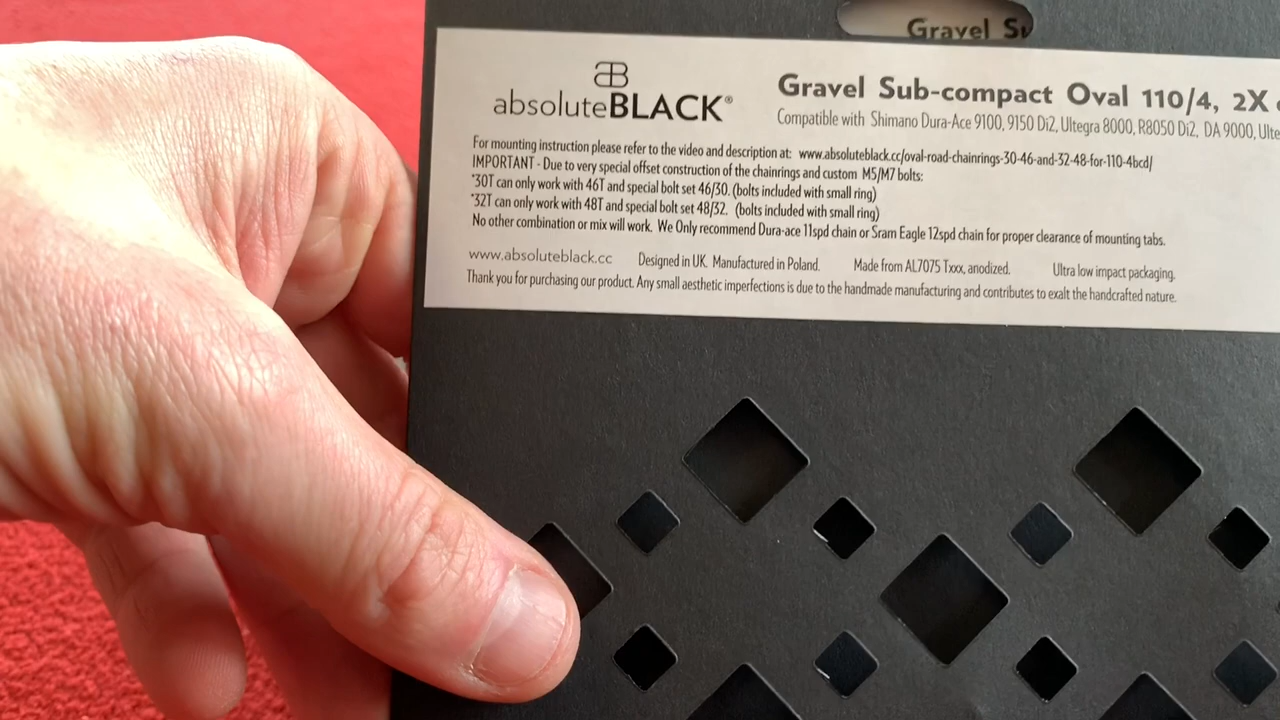 Gravel
absoluteBLACK®
Gravel Sub-compact Oval 110/4, 2X
Compatible with Shimano Dura-Ace 9100, 9150 Di2, Ultegra 8000, R8050 Di2, DA 9000,
For mounting instruction please refer to the video and description at: www.absoluteblack.cc/oval-road-chainrings-30-46-and-32-48-for-110-4bcd/
IMPORTANT - Due to very special offset construction of the chainrings and custom M5/M7 bolts:
*30T can only work with 46T and special bolt set 46/30. (bolts included with small ring)
*32T can only work with 48T and special bolt set 48/32. (bolts included with small ring)
No other combination or mix will work. We Only recommend Dura-ace 11spd chain or Sram Eagle 12spd chain for proper clearance of mounting tabs.
www.absoluteblack.cc Designed in UK. Manufactured in Poland. Made from AL7075 Txxx, anodized. Ultra low impact packaging.
Thank you for purchasing our product. Any small aesthetic imperfections is due to the handmade manufacturing and contributes to exalt the handcrafted nature.